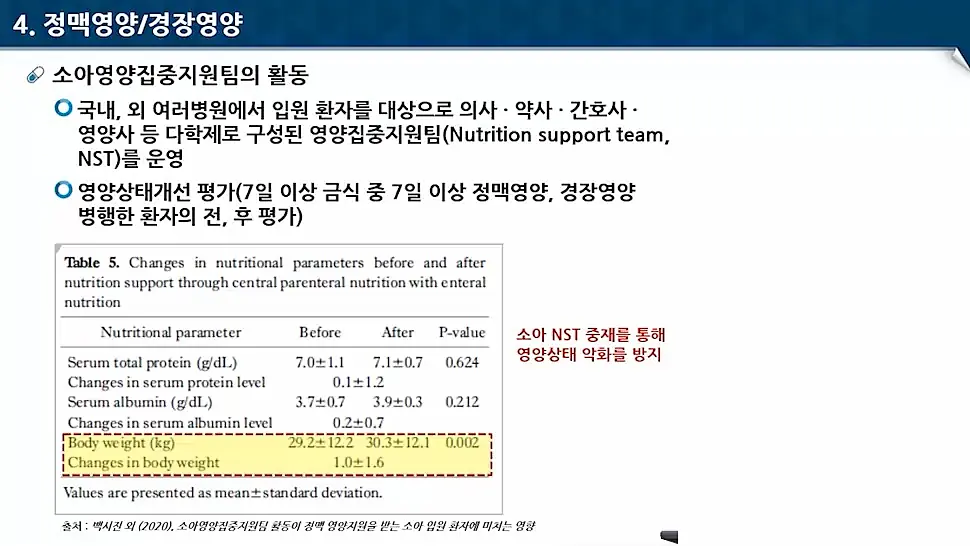 4. 정맥영양/경장영양
소아영양집중지원팀의 활동
국내, 외 여러병원에서 입원 환자를 대상으로 의사 · 약사 · 간호사 ·
영양사 등 다학제로 구성된 영양집중지원팀(Nutrition support team,
NST)를 운영
영양상태개선 평가(7일 이상 금식 중 7일 이상 정맥영양, 경장영양
병행한 환자의 전, 후 평가)
Table 5. Changes in nutritional parameters before and after
nutrition support through central parenteral nutrition with enteral
nutrition
Nutritional parameter Before After P-value
Serum total protein (g/dL) 7.0±1.1 7.1±0.7 0.624
Changes in serum protein level 0.1±1.2
Serum albumin (g/dL) 3.7±0.7 3.9±0.3 0.212
Changes in serum albumin level 0.2±0.7
Body weight (kg) 29.2±12.2 30.3±12.1 0.002
Changes in body weight 1.0±1.6
Values are presented as mean±standard deviation.
소아 NST 중재를 통해
영양상태 악화를 방지
출처 : 백시진 외 (2020), 소아영양집중지원팀 활동이 정맥 영양지원을 받는 소아 입원 환자에 미치는 영향